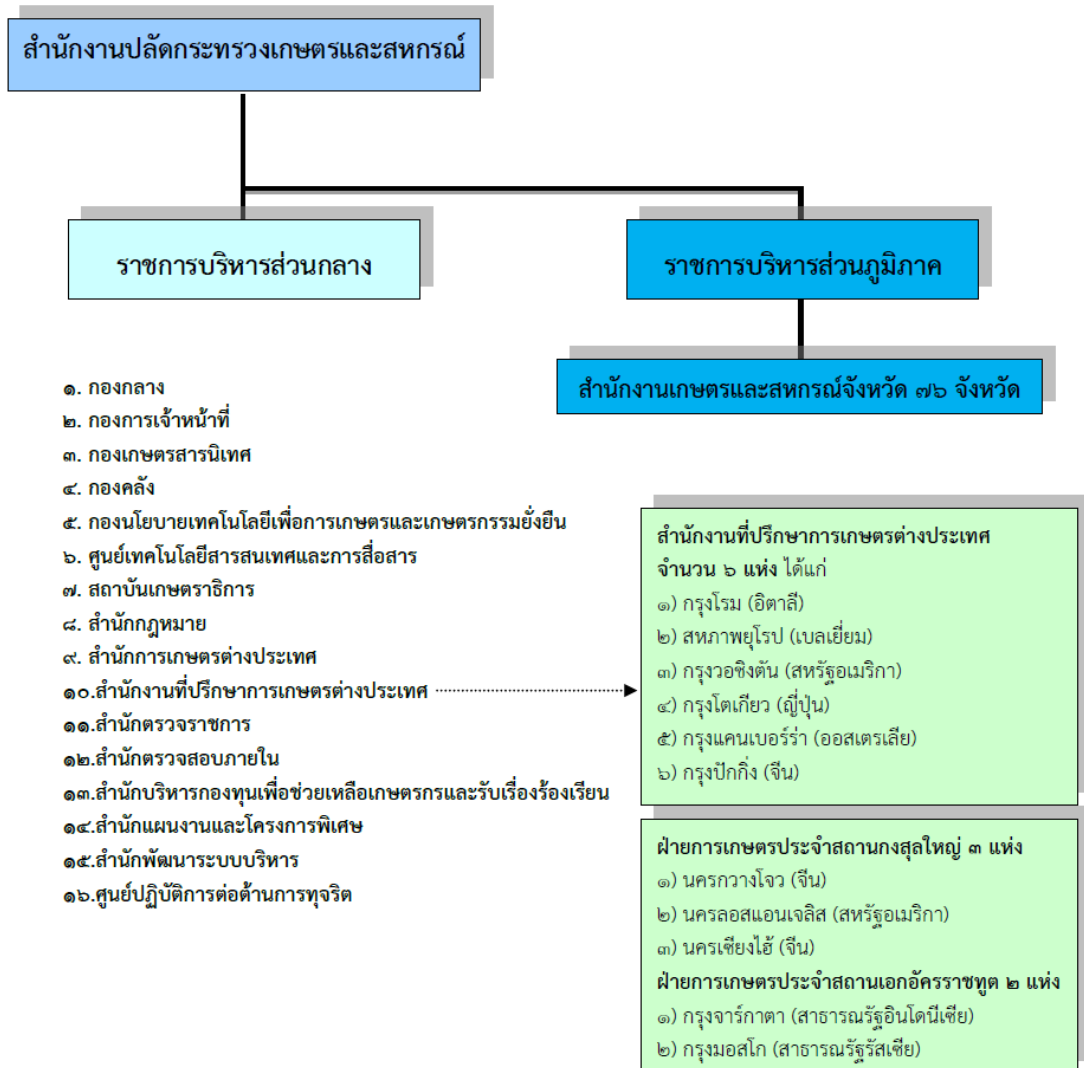 สำนักงานปลัดกระทรวงเกษตรและสหกรณ์
ราชการบริหารส่วนกลาง
ราชการบริหารส่วนภูมิภาค
สำนักงานเกษตรและสหกรณ์จังหวัด ๗๖ จังหวัด
๑. กองกลาง
๒. กองการเจ้าหน้าที่
๓. กองเกษตรสารนิเทศ
๔. กองคลัง
๕. กองนโยบายเทคโนโลยีเพื่อการเกษตรและเกษตรกรรมยั่งยืน
๖. ศูนย์เทคโนโลยีสารสนเทศและการสื่อสาร
๗. สถาบันเกษตราธิการ
๘. สำนักกฎหมาย
๙. สำนักการเกษตรต่างประเทศ
๑๐.สำนักงานที่ปรึกษาการเกษตรต่างประเทศ
๑๑.สำนักตรวจราชการ
๑๒.สำนักตรวจสอบภายใน
๑๓.สำนักบริหารกองทุนเพื่อช่วยเหลือเกษตรกรและรับเรื่องร้องเรียน
๑๔.สำนักแผนงานและโครงการพิเศษ
๑๕.สำนักพัฒนาระบบบริหาร
๑๖.ศูนย์ปฏิบัติการต่อต้านการทุจริต
สำนักงานที่ปรึกษาการเกษตรต่างประเทศ
จำนวน ๖ แห่ง ได้แก่
๑) กรุงโรม (อิตาลี)
๒) สหภาพยุโรป (เบลเยี่ยม)
๓) กรุงวอชิงตัน (สหรัฐอเมริกา)
๔) กรุงโตเกียว (ญี่ปุ่น)
๕) กรุงแคนเบอร์ร่า (ออสเตรเลีย)
๖) กรุงปักกิ่ง (จีน)
ฝ่ายการเกษตรประจำสถานกงสุลใหญ่ ๓ แห่ง
๑) นครกวางโจว (จีน)
๒) นครลอสแอนเจลิส (สหรัฐอเมริกา)
๓) นครเซียงไฮ้ (จีน)
ฝ่ายการเกษตรประจำสถานเอกอัครราชทูต ๒ แห่ง
๑) กรุงจาร์กาตา (สาธารณรัฐอินโดนีเซีย)
๒) กรุงมอสโก (สาธารณรัฐรัสเซีย)